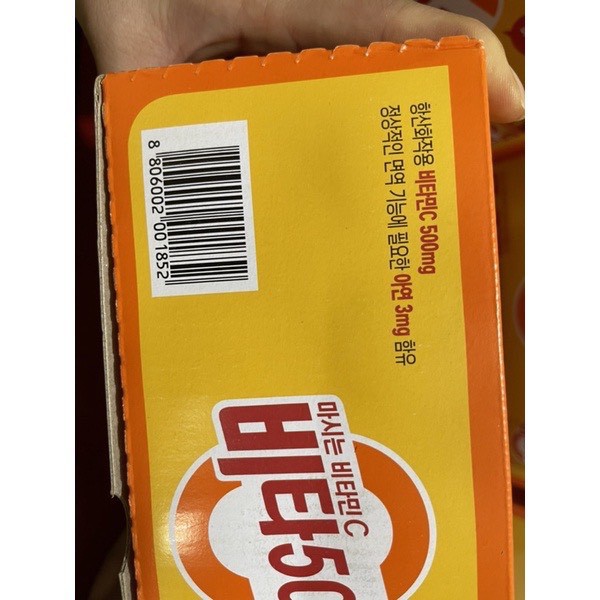 항산화작용 비타민C 500mg
정상적인 면역 기능에 필요한 아연 3mg 함유
8 806002 001852
마시는 비타민C
비타50